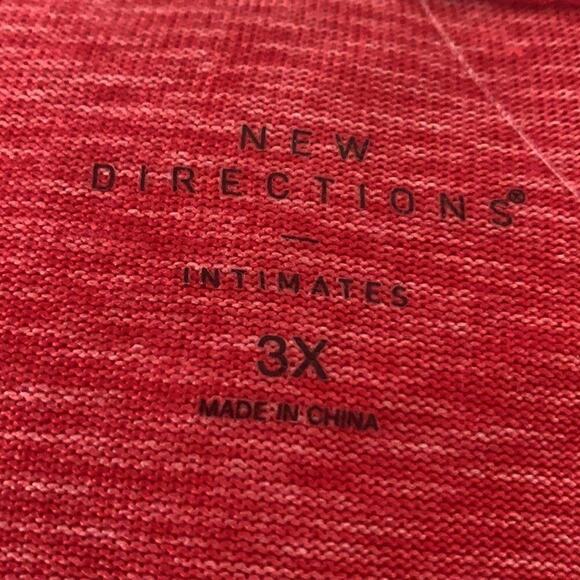 NEW
DIRECTIONS®
—
INTIMATES
3X
MADE IN CHINA